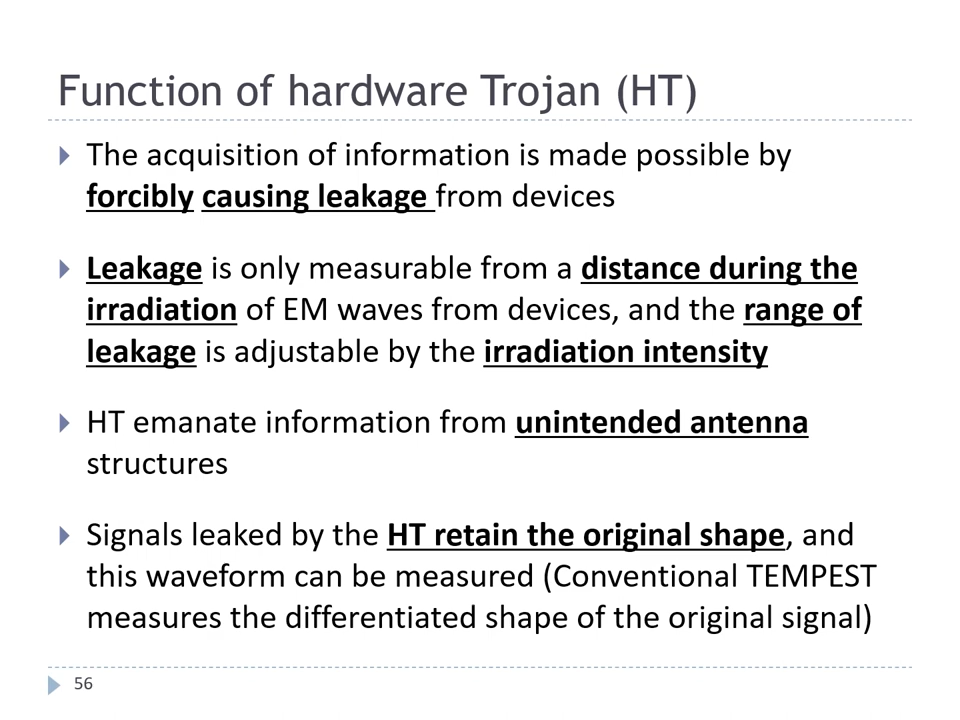 Function of hardware Trojan (HT)
The acquisition of information is made possible by
forcibly causing leakage from devices
Leakage is only measurable from a distance during the
irradiation of EM waves from devices, and the range of
leakage is adjustable by the irradiation intensity
HT emanate information from unintended antenna
structures
Signals leaked by the HT retain the original shape, and
this waveform can be measured (Conventional TEMPEST
measures the differentiated shape of the original signal)
56